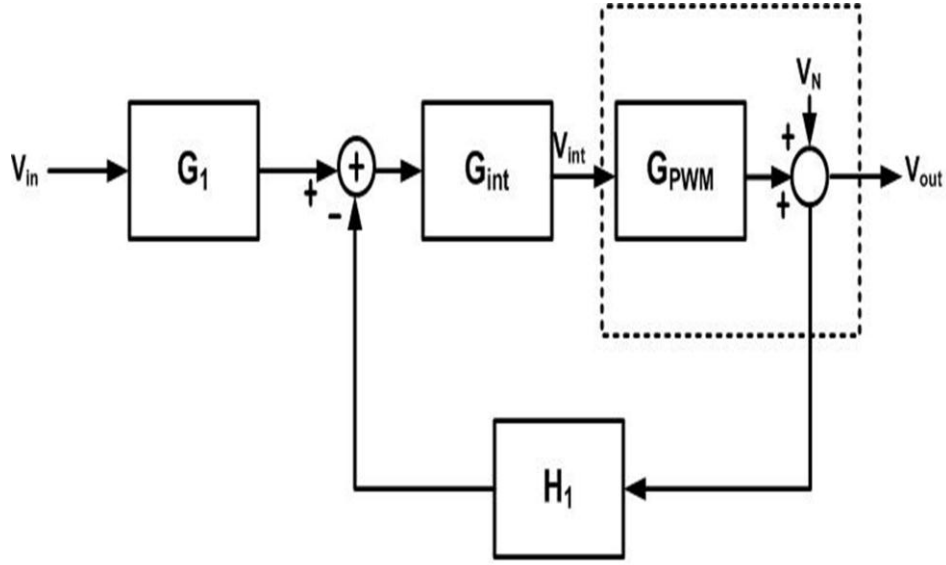 V_N
V_in
G_1
+
G_int
V_int
G_PWM
+
V_out
+
+
−
H_1